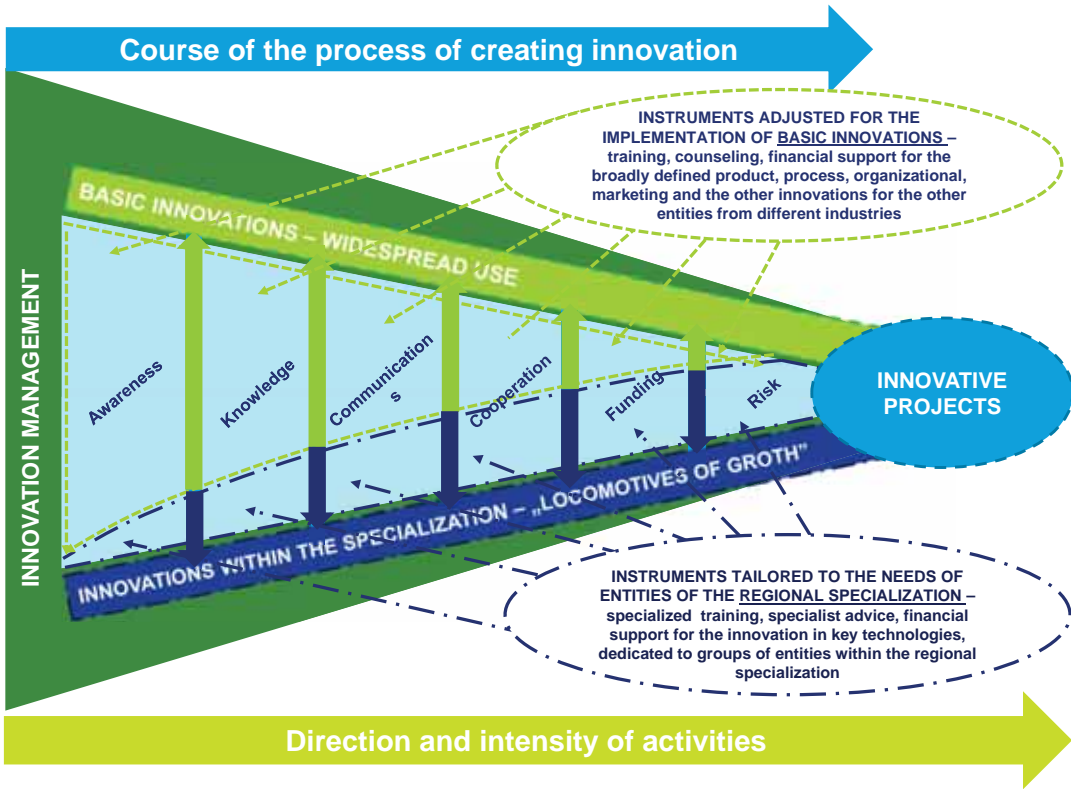 Course of the process of creating innovation
INSTRUMENTS ADJUSTED FOR THE
IMPLEMENTATION OF BASIC INNOVATIONS –
training, counseling, financial support for the
broadly defined product, process, organizational,
marketing and the other innovations for the other
entities from different industries
INNOVATION MANAGEMENT
BASIC INNOVATIONS – WIDESPREAD USE
Awareness
Knowledge
Communication
s
Cooperation
Funding
Risk
INNOVATIVE
PROJECTS
INNOVATIONS WITHIN THE SPECIALIZATION – „LOCOMOTIVES OF GROTH”
INSTRUMENTS TAILORED TO THE NEEDS OF
ENTITIES OF THE REGIONAL SPECIALIZATION –
specialized training, specialist advice, financial
support for the innovation in key technologies,
dedicated to groups of entities within the regional
specialization
Direction and intensity of activities